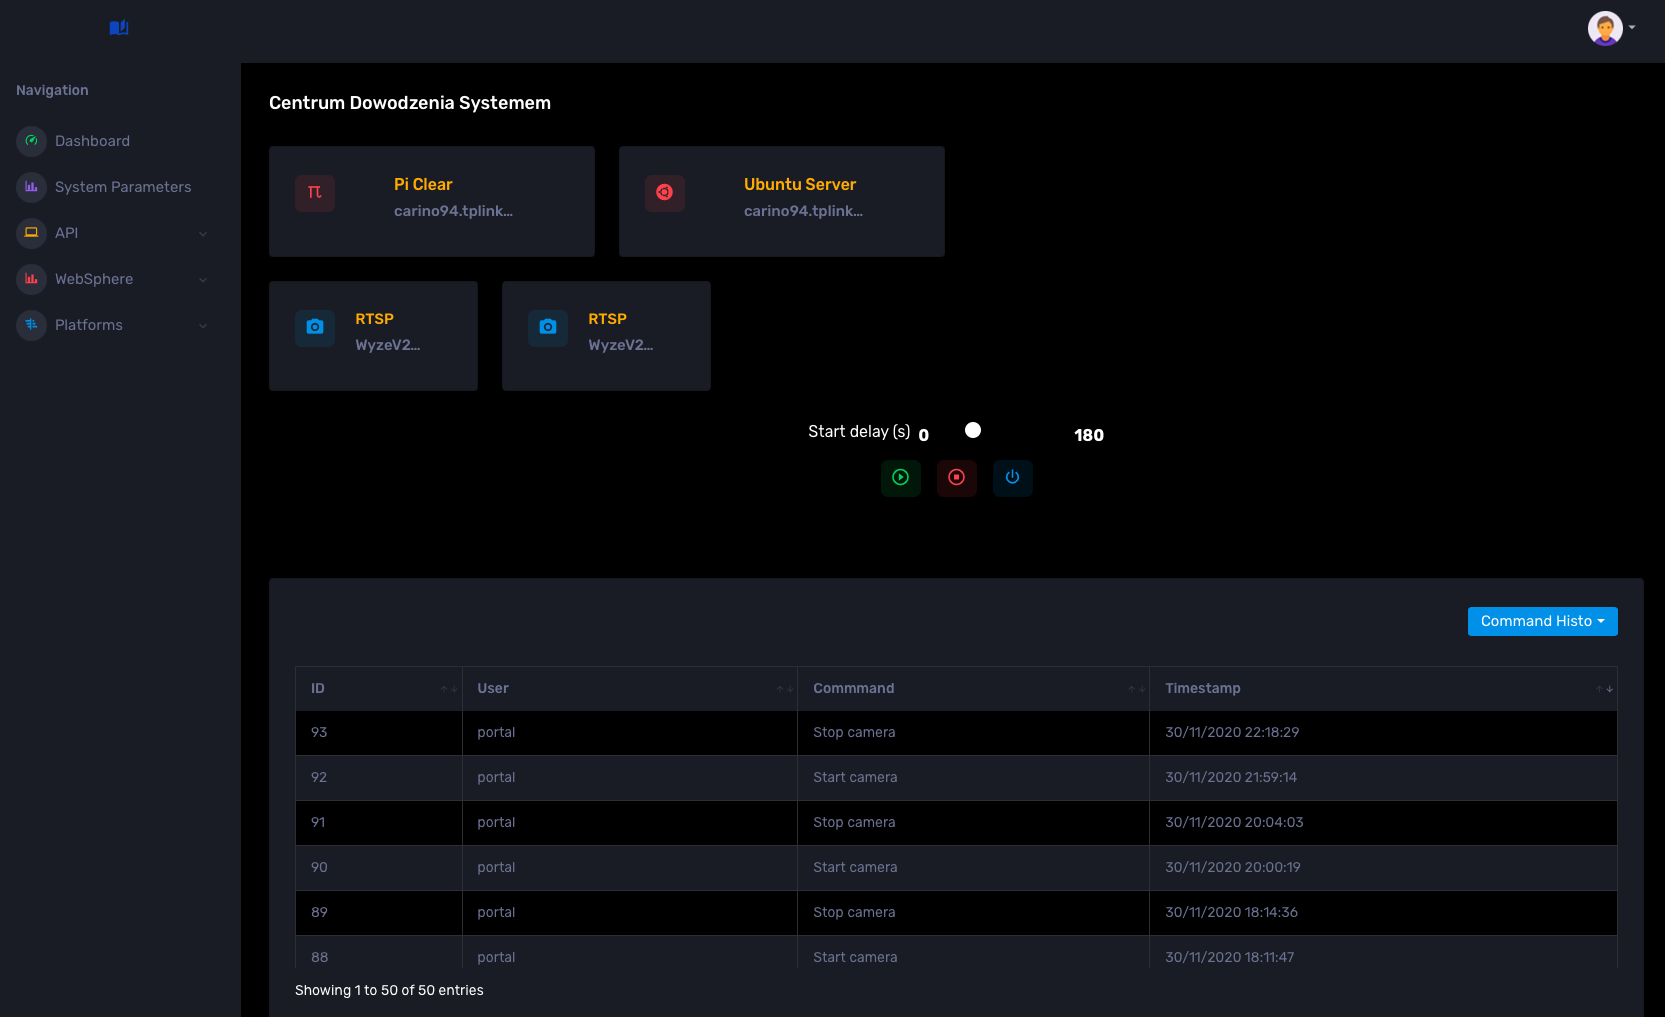 Navigation
Dashboard
System Parameters
API
WebSphere
Platforms
Centrum Dowodzenia Systemem
Pi Clear
carino94.tplink...
Ubuntu Server
carino94.tplink...
RTSP
WyzeV2...
RTSP
WyzeV2...
Start delay (s) 0 180
Command Histo
ID User Commmand Timestamp
93 portal Stop camera 30/11/2020 22:18:29
92 portal Start camera 30/11/2020 21:59:14
91 portal Stop camera 30/11/2020 20:04:03
90 portal Start camera 30/11/2020 20:00:19
89 portal Stop camera 30/11/2020 18:14:36
88 portal Start camera 30/11/2020 18:11:47
Showing 1 to 50 of 50 entries